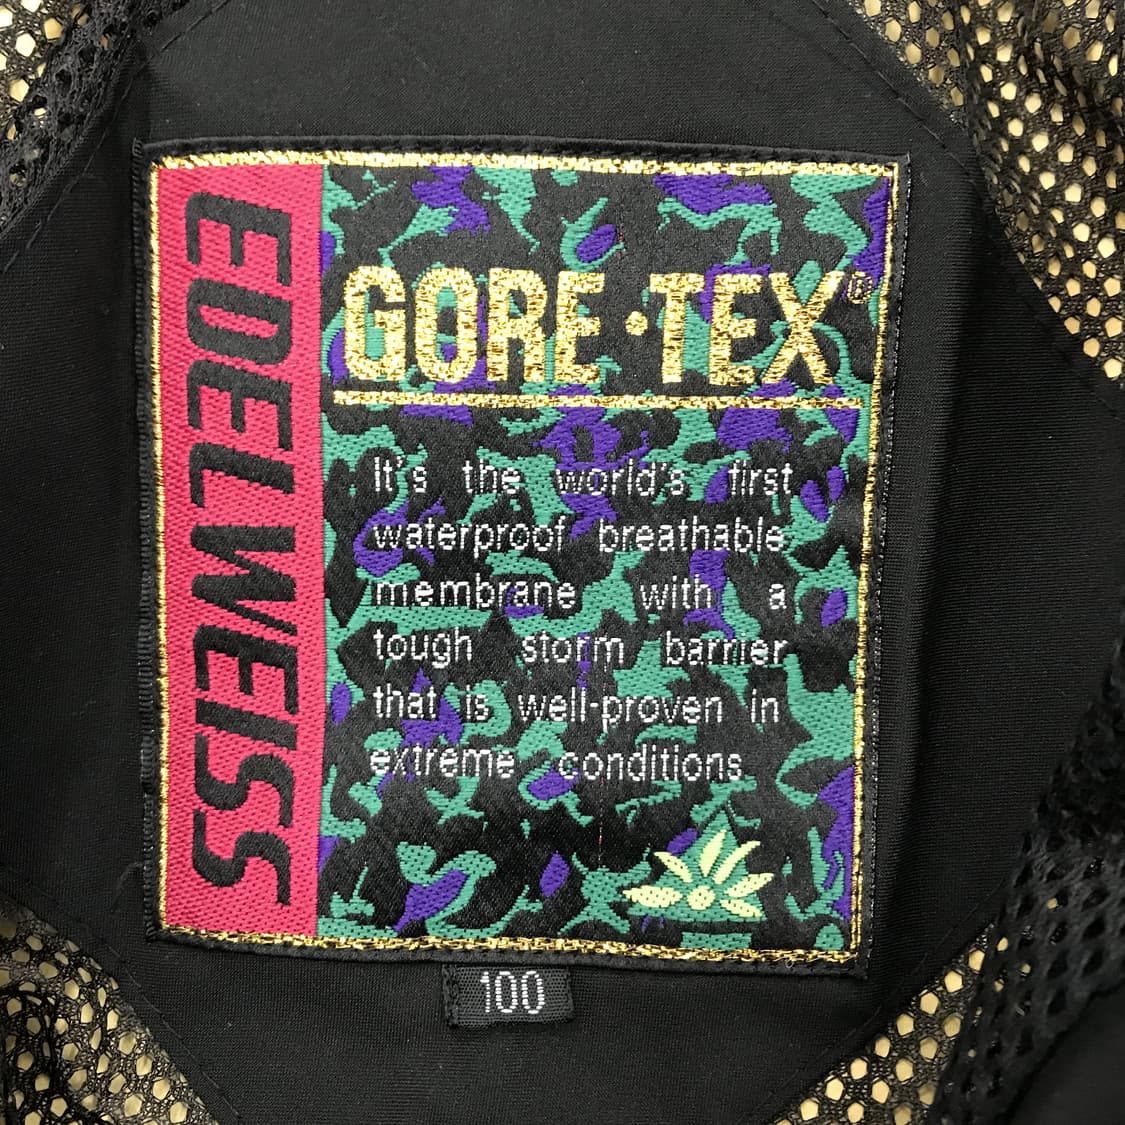 EDELWEISS
GORE·TEX®
It's the world's first
waterproof breathable
membrane with a
tough storm barrier
that is well-proven in
extreme conditions
100